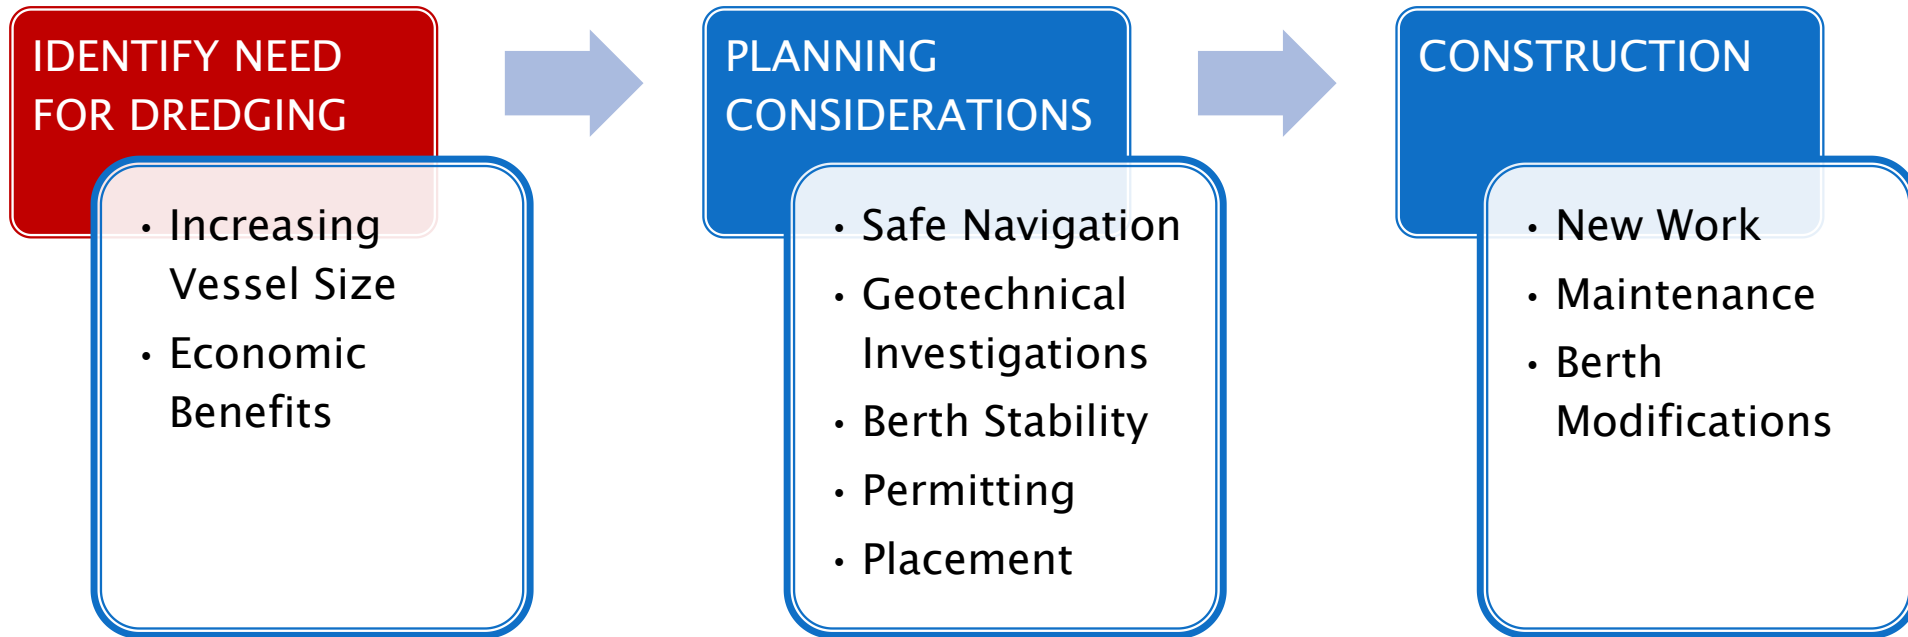 IDENTIFY NEED
FOR DREDGING
• Increasing
Vessel Size
• Economic
Benefits
PLANNING
CONSIDERATIONS
• Safe Navigation
• Geotechnical
Investigations
• Berth Stability
• Permitting
• Placement
CONSTRUCTION
• New Work
• Maintenance
• Berth
Modifications